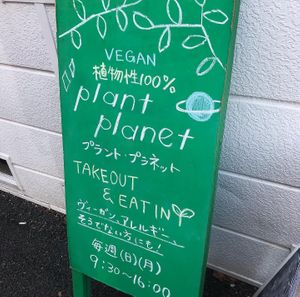 VEGAN
植物性100%
plant
planet
プラント・プラネット
TAKEOUT
& EAT IN
ヴィーガン、アレルギー、
そうでない方にも!
毎週(日)(月)
9:30~16:00